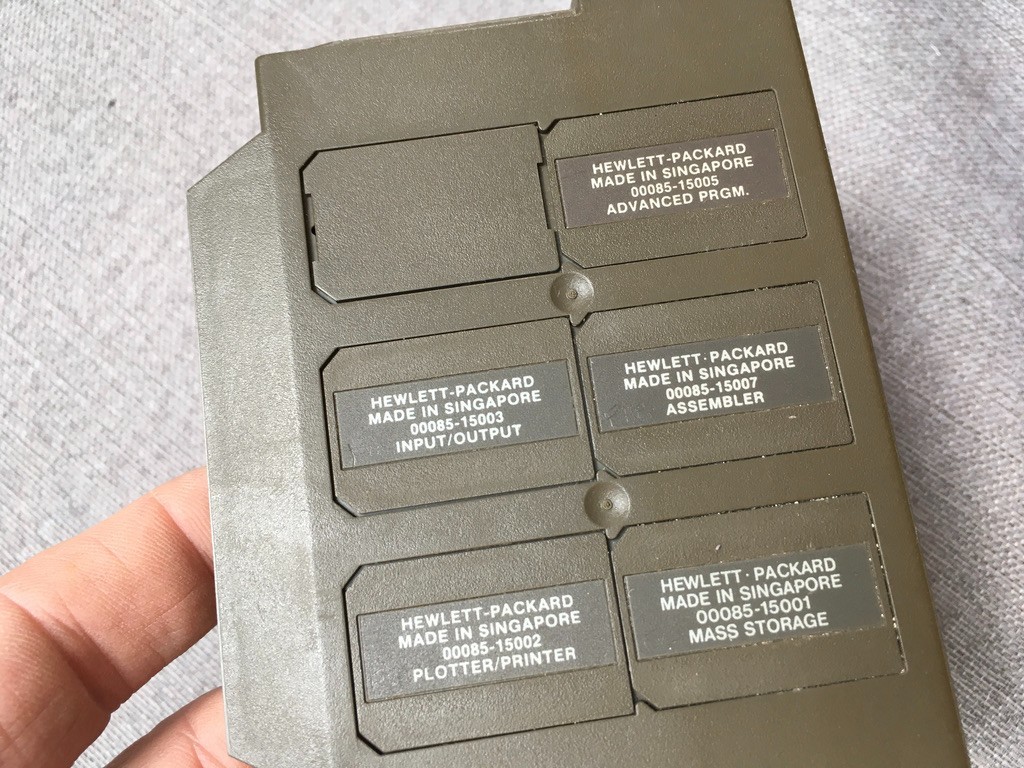 HEWLETT-PACKARD
MADE IN SINGAPORE
00085-15005
ADVANCED PRGM.
HEWLETT-PACKARD
MADE IN SINGAPORE
00085-15003
INPUT/OUTPUT
HEWLETT·PACKARD
MADE IN SINGAPORE
00085-15007
ASSEMBLER
HEWLETT-PACKARD
MADE IN SINGAPORE
00085-15002
PLOTTER/PRINTER
HEWLETT·PACKARD
MADE IN SINGAPORE
00085-15001
MASS STORAGE